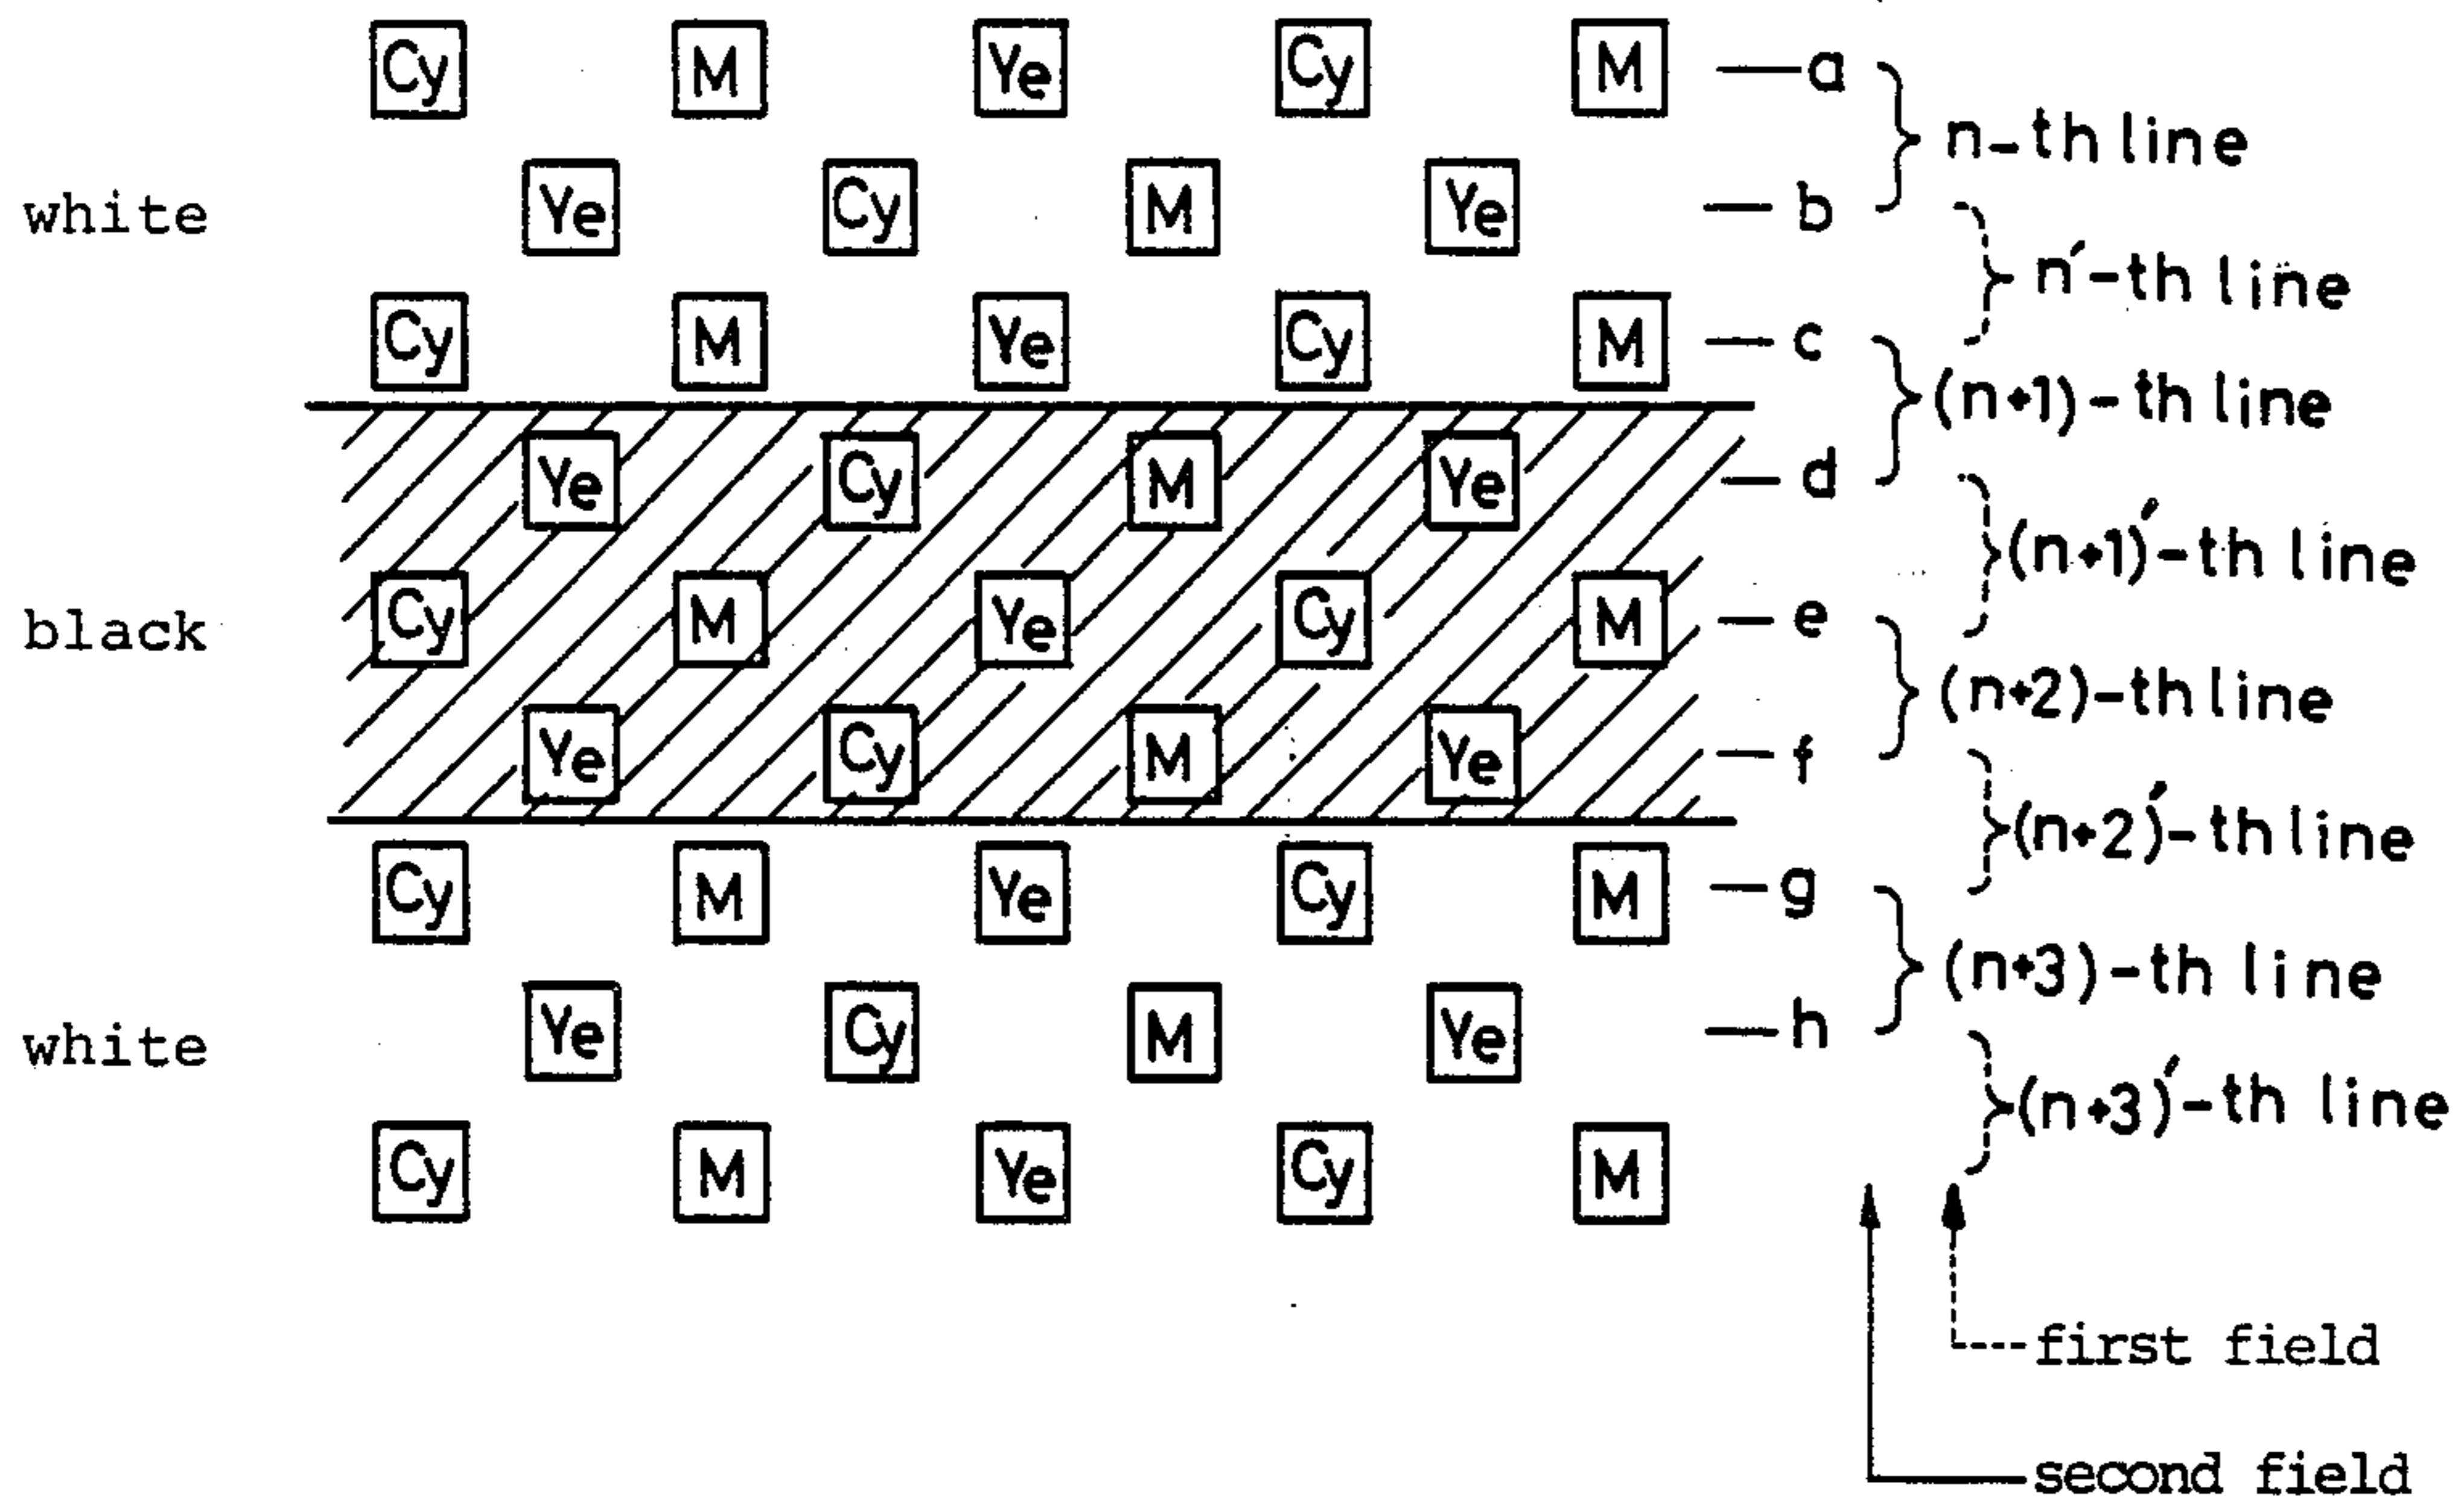 Cy M Ye Cy M a
n-th line
white Ye Cy M Ye b
n′-th line
Cy M Ye Cy M c
(n+1)-th line
Ye Cy M Ye d
(n+1)′-th line
black Cy M Ye Cy M e
(n+2)-th line
Ye Cy M Ye f
(n+2)′-th line
Cy M Ye Cy M g
(n+3)-th line
white Ye Cy M Ye h
(n+3)′-th line
Cy M Ye Cy M
first field
second field